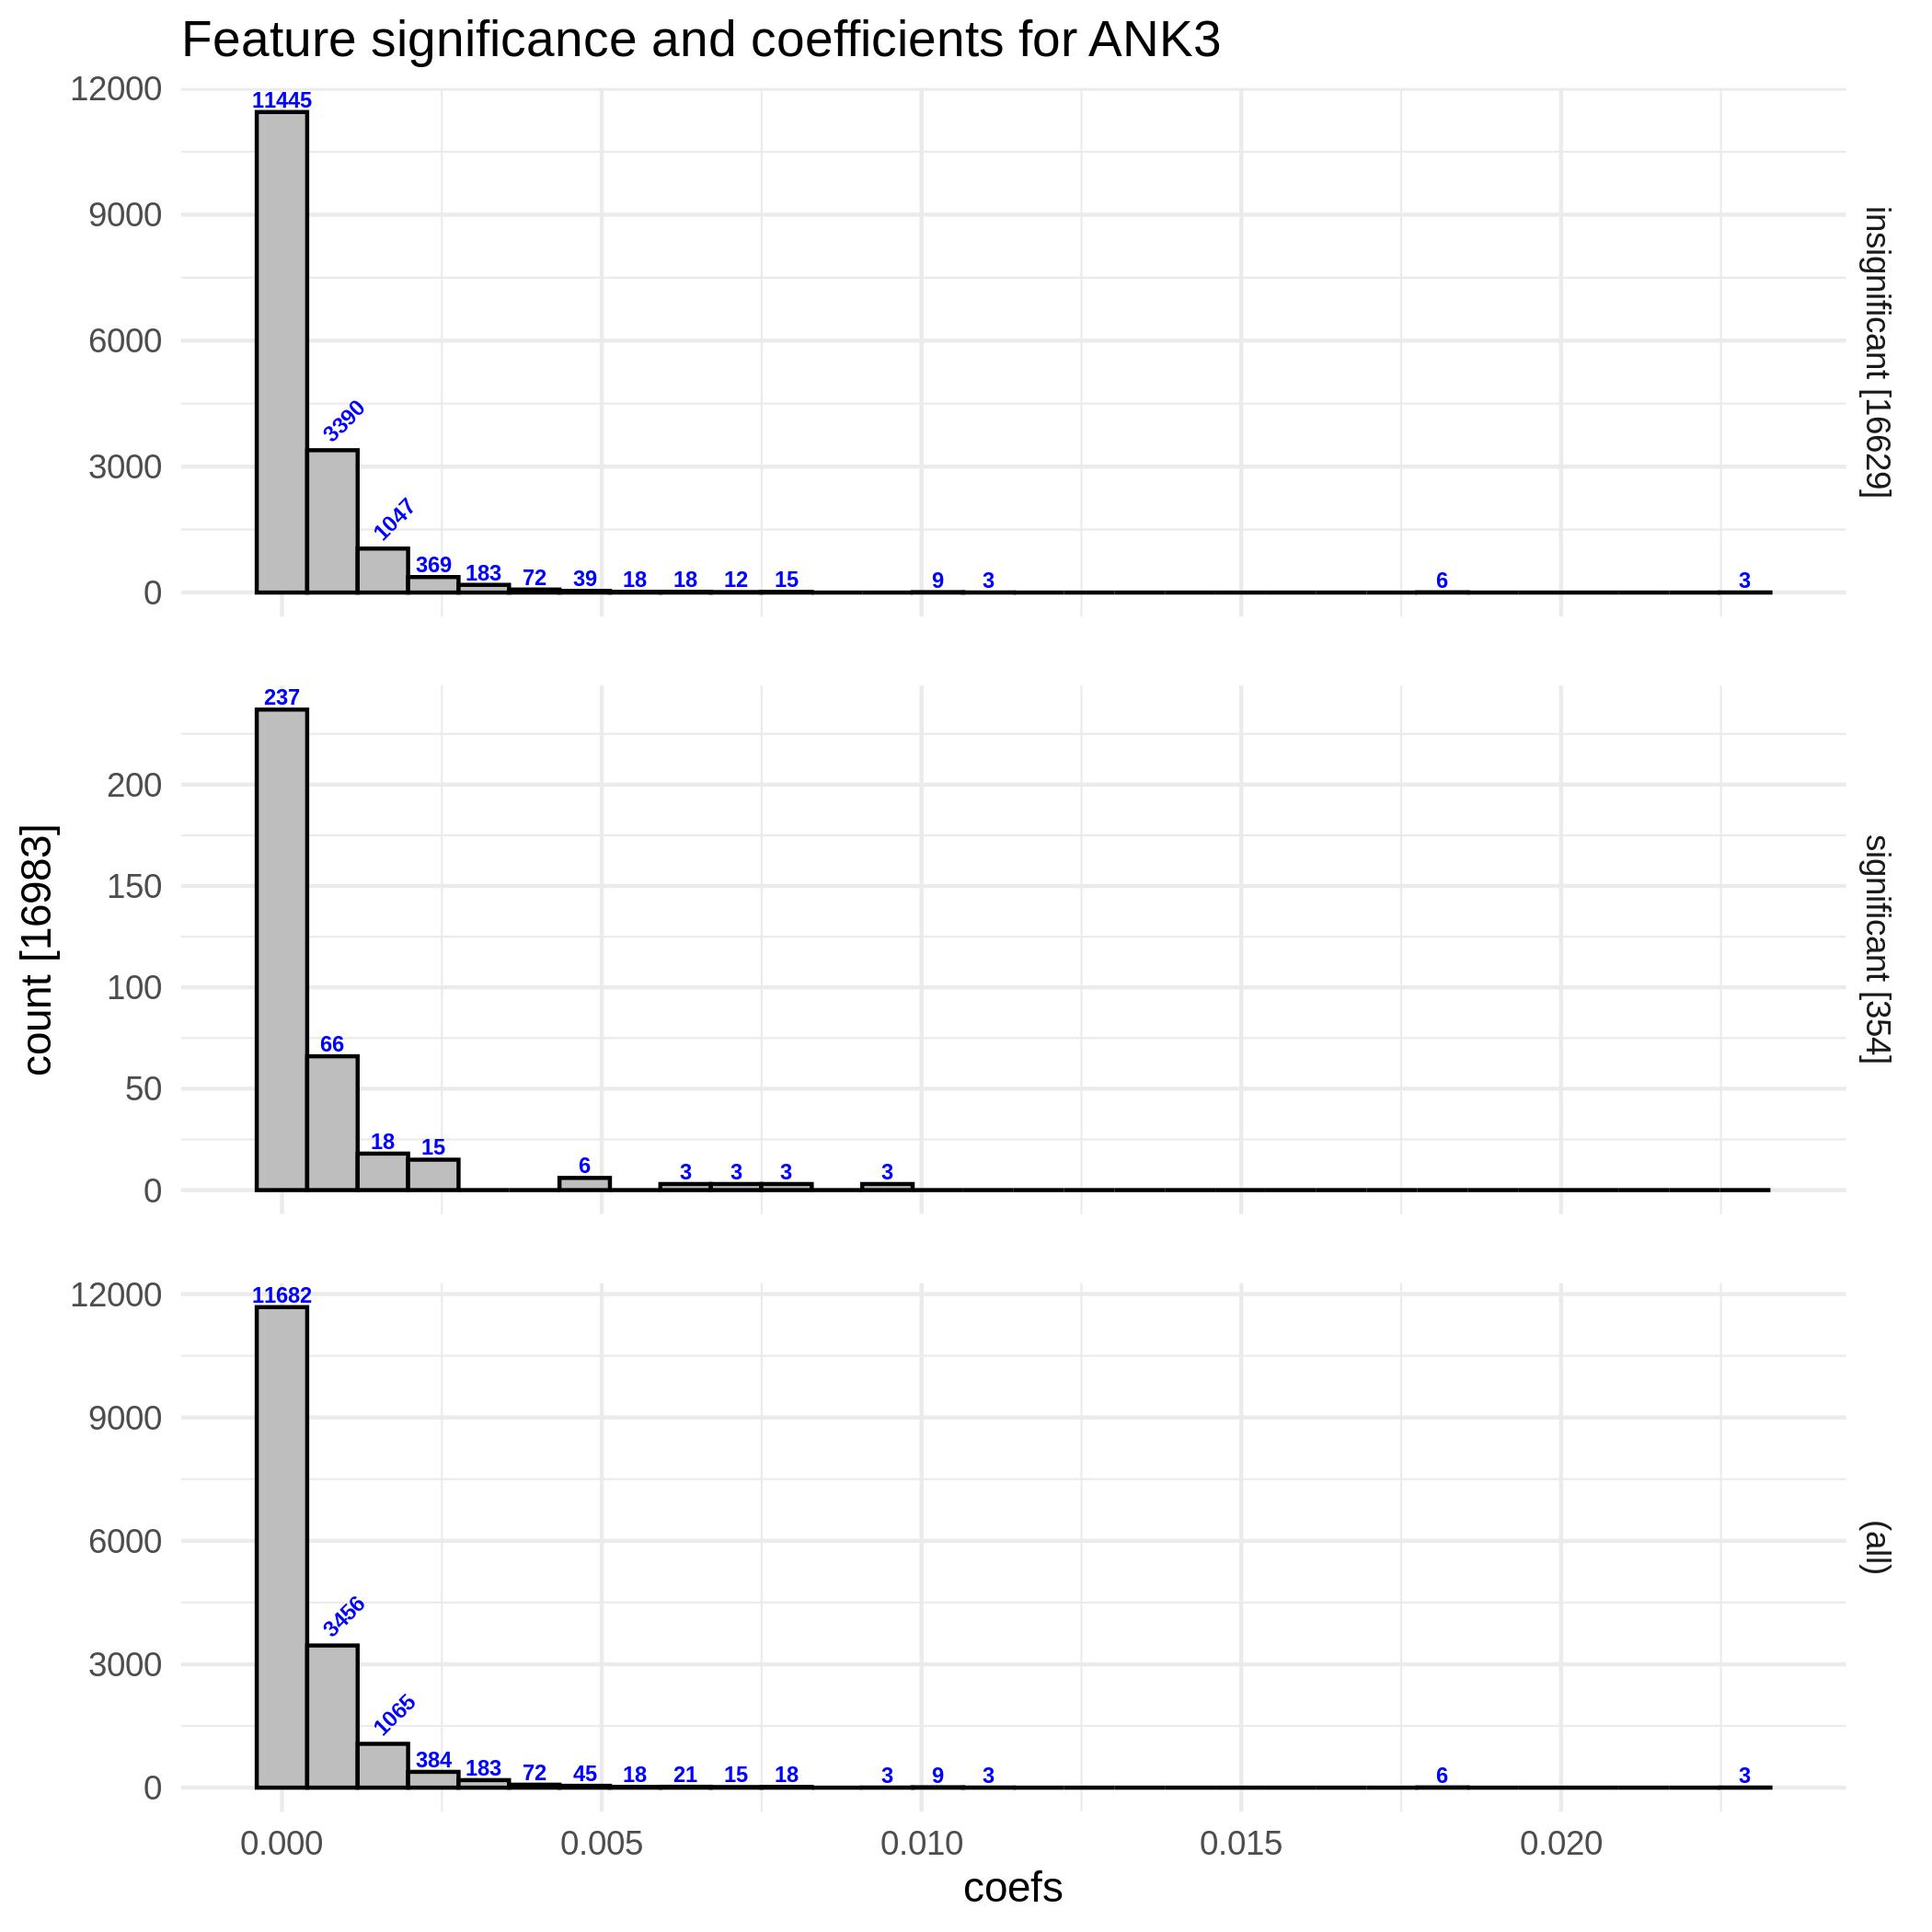 Feature significance and coefficients for ANK3
12000
9000
6000
3000
0
11445
3390
1047
369 183 72 39 18 18 12 15 9 3 6 3
insignificant [16629]
count [16983]
200
150
100
50
0
237
66
18 15 6 3 3 3 3
significant [354]
12000
9000
6000
3000
0
11682
3456
1065
384 183 72 45 18 21 15 18 3 9 3 6 3
(all)
0.000 0.005 0.010 0.015 0.020
coefs